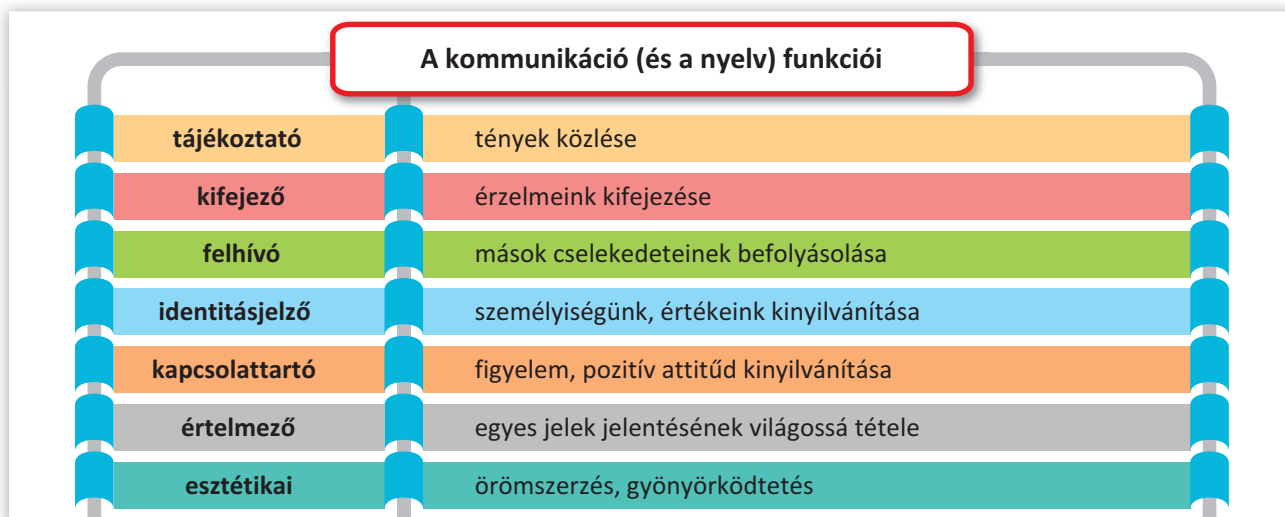 A kommunikáció (és a nyelv) funkciói
tájékoztató tények közlése
kifejező érzelmeink kifejezése
felhívó mások cselekedeteinek befolyásolása
identitásjelző személyiségünk, értékeink kinyilvánítása
kapcsolattartó figyelem, pozitív attitűd kinyilvánítása
értelmező egyes jelek jelentésének világossá tétele
esztétikai örömszerzés, gyönyörködtetés